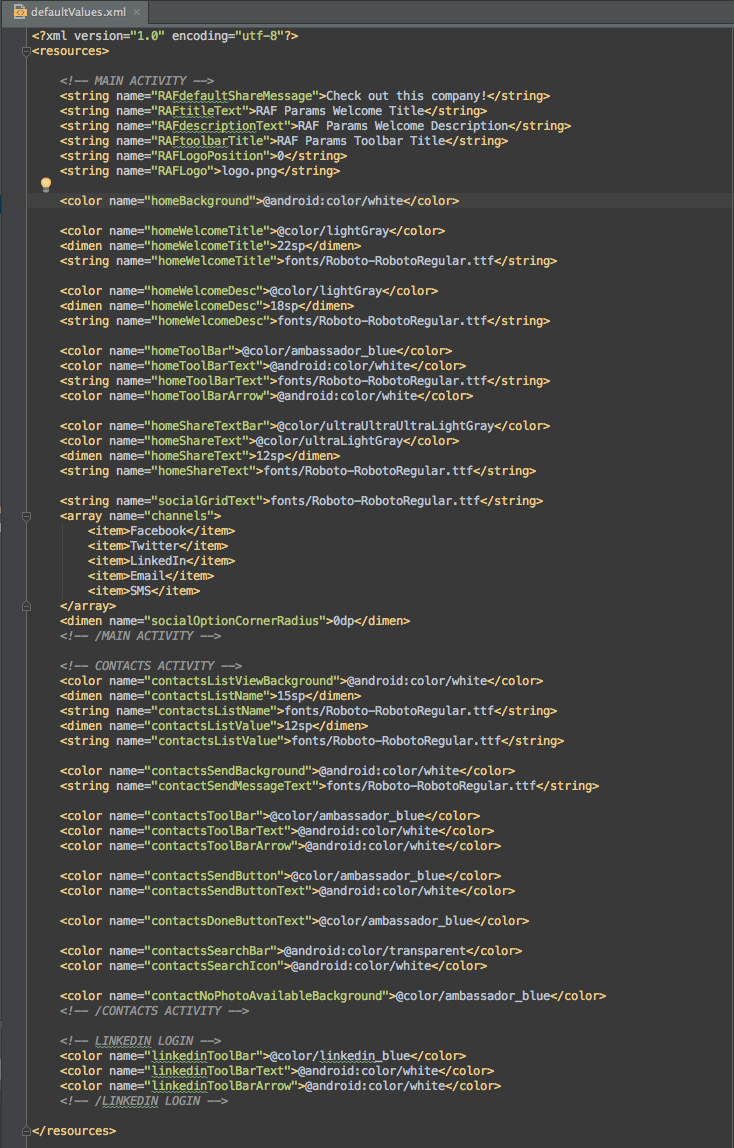 defaultValues.xml
<?xml version="1.0" encoding="utf-8"?>
<resources>
<!-- MAIN ACTIVITY -->
<string name="RAFdefaultShareMessage">Check out this company!</string>
<string name="RAFtitleText">RAF Params Welcome Title</string>
<string name="RAFdescriptionText">RAF Params Welcome Description</string>
<string name="RAFtoolbarTitle">RAF Params Toolbar Title</string>
<string name="RAFLogoPosition">0</string>
<string name="RAFLogo">logo.png</string>
<color name="homeBackground">@android:color/white</color>
<color name="homeWelcomeTitle">@color/lightGray</color>
<dimen name="homeWelcomeTitle">22sp</dimen>
<string name="homeWelcomeTitle">fonts/Roboto-RobotoRegular.ttf</string>
<color name="homeWelcomeDesc">@color/lightGray</color>
<dimen name="homeWelcomeDesc">18sp</dimen>
<string name="homeWelcomeDesc">fonts/Roboto-RobotoRegular.ttf</string>
<color name="homeToolBar">@color/ambassador_blue</color>
<color name="homeToolBarText">@android:color/white</color>
<string name="homeToolBarText">fonts/Roboto-RobotoRegular.ttf</string>
<color name="homeToolBarArrow">@android:color/white</color>
<color name="homeShareTextBar">@color/ultraUltraUltraLightGray</color>
<color name="homeShareText">@color/ultraLightGray</color>
<dimen name="homeShareText">12sp</dimen>
<string name="homeShareText">fonts/Roboto-RobotoRegular.ttf</string>
<string name="socialGridText">fonts/Roboto-RobotoRegular.ttf</string>
<array name="channels">
<item>Facebook</item>
<item>Twitter</item>
<item>LinkedIn</item>
<item>Email</item>
<item>SMS</item>
</array>
<dimen name="socialOptionCornerRadius">0dp</dimen>
<!-- /MAIN ACTIVITY -->
<!-- CONTACTS ACTIVITY -->
<color name="contactsListViewBackground">@android:color/white</color>
<dimen name="contactsListName">15sp</dimen>
<string name="contactsListName">fonts/Roboto-RobotoRegular.ttf</string>
<dimen name="contactsListValue">12sp</dimen>
<string name="contactsListValue">fonts/Roboto-RobotoRegular.ttf</string>
<color name="contactsSendBackground">@android:color/white</color>
<string name="contactSendMessageText">fonts/Roboto-RobotoRegular.ttf</string>
<color name="contactsToolBar">@color/ambassador_blue</color>
<color name="contactsToolBarText">@android:color/white</color>
<color name="contactsToolBarArrow">@android:color/white</color>
<color name="contactsSendButton">@color/ambassador_blue</color>
<color name="contactsSendButtonText">@android:color/white</color>
<color name="contactsDoneButtonText">@color/ambassador_blue</color>
<color name="contactsSearchBar">@android:color/transparent</color>
<color name="contactsSearchIcon">@android:color/white</color>
<color name="contactNoPhotoAvailableBackground">@color/ambassador_blue</color>
<!-- /CONTACTS ACTIVITY -->
<!-- LINKEDIN LOGIN -->
<color name="linkedinToolBar">@color/linkedin_blue</color>
<color name="linkedinToolBarText">@android:color/white</color>
<color name="linkedinToolBarArrow">@android:color/white</color>
<!-- /LINKEDIN LOGIN -->
</resources>